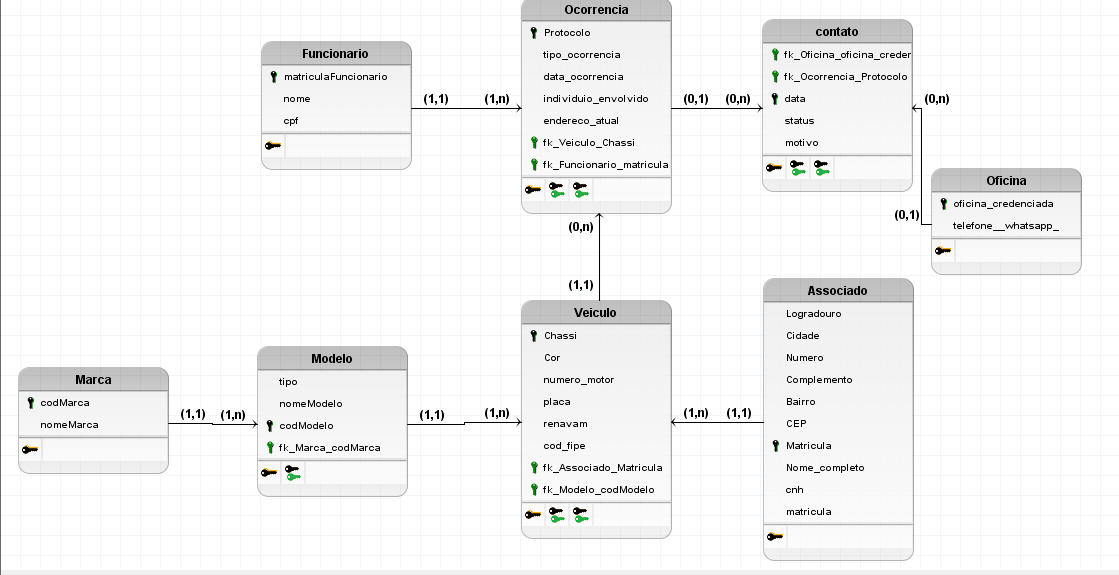 Funcionario
matriculaFuncionario
nome
cpf
(1,1)
(1,n)
Ocorrencia
Protocolo
tipo_ocorrencia
data_ocorrencia
individuio_envolvido
endereco_atual
fk_Veiculo_Chassi
fk_Funcionario_matricula
(0,1)
(0,n)
contato
fk_Oficina_oficina_creder
fk_Ocorrencia_Protocolo
data
status
motivo
(0,n)
(0,1)
Oficina
oficina_credenciada
telefone__whatsapp_
(0,n)
(1,1)
Marca
codMarca
nomeMarca
(1,1)
(1,n)
Modelo
tipo
nomeModelo
codModelo
fk_Marca_codMarca
(1,1)
(1,n)
Veiculo
Chassi
Cor
numero_motor
placa
renavam
cod_fipe
fk_Associado_Matricula
fk_Modelo_codModelo
(1,n)
(1,1)
Associado
Logradouro
Cidade
Numero
Complemento
Bairro
CEP
Matricula
Nome_completo
cnh
matricula